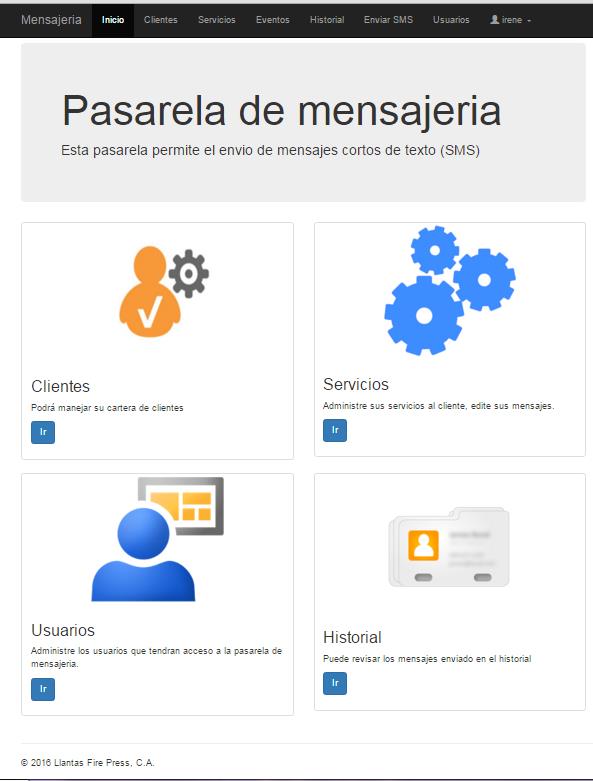 Mensajeria Inicio Clientes Servicios Eventos Historial Enviar SMS Usuarios irene
Pasarela de mensajeria
Esta pasarela permite el envio de mensajes cortos de texto (SMS)
Clientes
Podrá manejar su cartera de clientes
Ir
Servicios
Administre sus servicios al cliente, edite sus mensajes.
Ir
Usuarios
Administre los usuarios que tendran acceso a la pasarela de
mensajeria.
Ir
Historial
Puede revisar los mensajes enviado en el historial
Ir
© 2016 Llantas Fire Press, C.A.